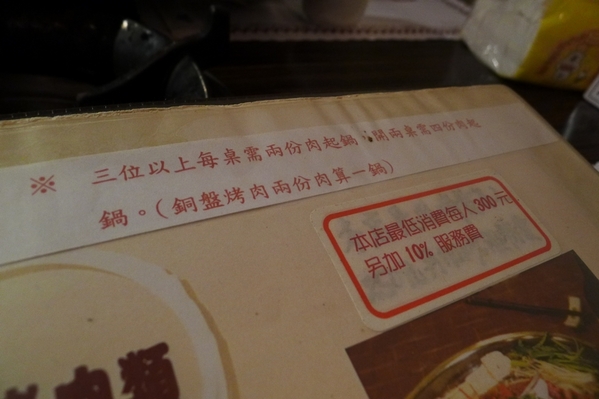 ※ 三位以上每桌需兩份肉起鍋，開兩桌需四份肉起
鍋。(銅盤烤肉兩份肉算一鍋)
本店最低消費每人300元
另加10% 服務費
肉類